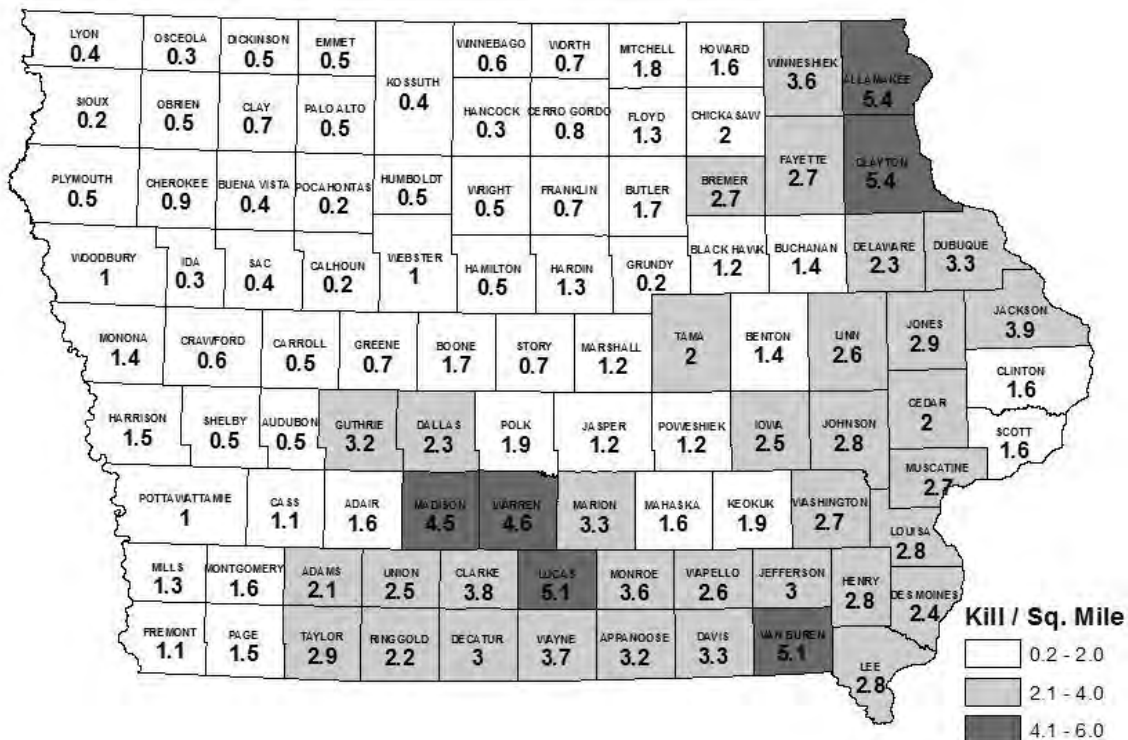 LYON
0.4
OSCEOLA
0.3
DICKINSON
0.5
EMMET
0.5
KOSSUTH
0.4
WINNEBAGO
0.6
WORTH
0.7
MITCHELL
1.8
HOWARD
1.6
WINNESHIEK
3.6
ALLAMAKEE
5.4
SIOUX
0.2
OBRIEN
0.5
CLAY
0.7
PALO ALTO
0.5
HANCOCK
0.3
CERRO GORDO
0.8
FLOYD
1.3
CHICKASAW
2
FAYETTE
2.7
CLAYTON
5.4
PLYMOUTH
0.5
CHEROKEE
0.9
BUENA VISTA
0.4
POCAHONTAS
0.2
HUMBOLDT
0.5
WRIGHT
0.5
FRANKLIN
0.7
BUTLER
1.7
BREMER
2.7
WOODBURY
1
IDA
0.3
SAC
0.4
CALHOUN
0.2
WEBSTER
1
HAMILTON
0.5
HARDIN
1.3
GRUNDY
0.2
BLACK HAWK
1.2
BUCHANAN
1.4
DELAWARE
2.3
DUBUQUE
3.3
MONONA
1.4
CRAWFORD
0.6
CARROLL
0.5
GREENE
0.7
BOONE
1.7
STORY
0.7
MARSHALL
1.2
TAMA
2
BENTON
1.4
LINN
2.6
JONES
2.9
JACKSON
3.9
CLINTON
1.6
HARRISON
1.5
SHELBY
0.5
AUDUBON
0.5
GUTHRIE
3.2
DALLAS
2.3
POLK
1.9
JASPER
1.2
POWESHIEK
1.2
IOWA
2.5
JOHNSON
2.8
CEDAR
2
SCOTT
1.6
MUSCATINE
2.7
POTTAWATTAMIE
1
CASS
1.1
ADAIR
1.6
MADISON
4.5
WARREN
4.6
MARION
3.3
MAHASKA
1.6
KEOKUK
1.9
WASHINGTON
2.7
LOUISA
2.8
MILLS
1.3
MONTGOMERY
1.6
ADAMS
2.1
UNION
2.5
CLARKE
3.8
LUCAS
5.1
MONROE
3.6
WAPELLO
2.6
JEFFERSON
3
HENRY
2.8
DES MOINES
2.4
FREMONT
1.1
PAGE
1.5
TAYLOR
2.9
RINGGOLD
2.2
DECATUR
3
WAYNE
3.7
APPANOOSE
3.2
DAVIS
3.3
VAN BUREN
5.1
LEE
2.8
Kill / Sq. Mile
0.2 - 2.0
2.1 - 4.0
4.1 - 6.0